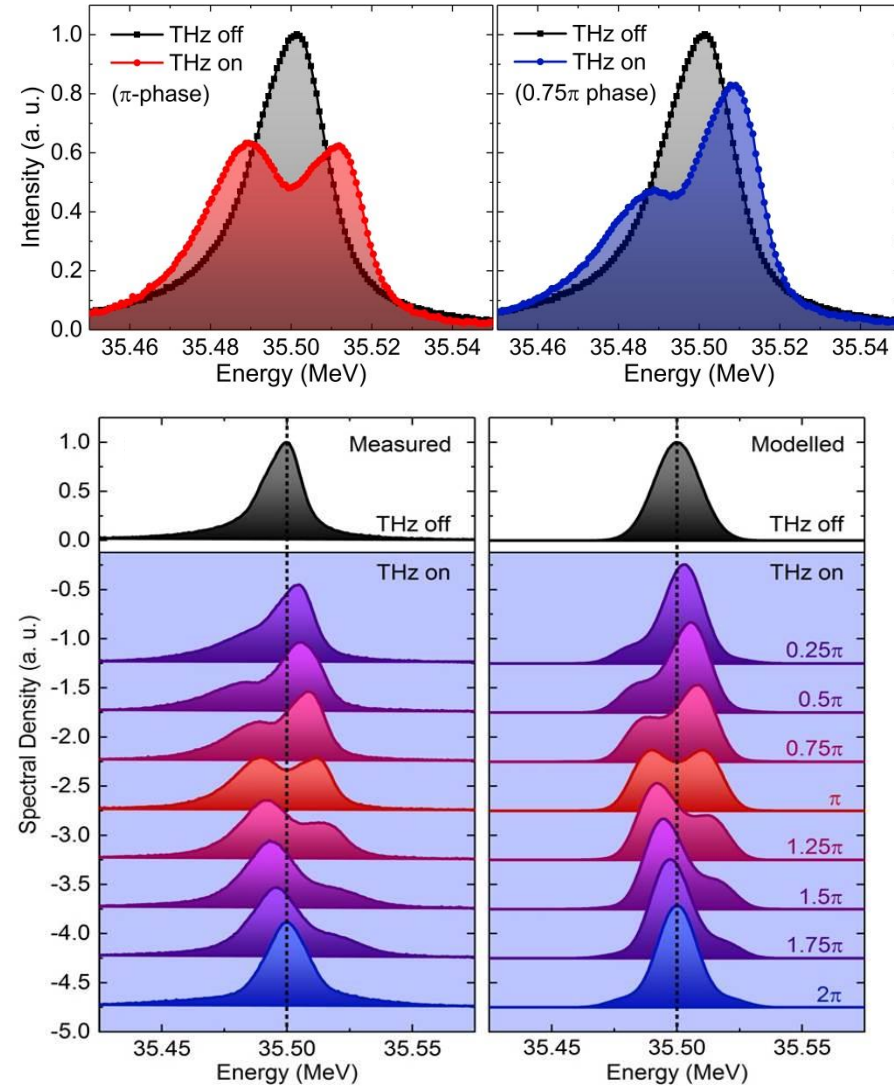 THz off
THz on
(π-phase)
1.0
0.8
0.6
0.4
0.2
0.0
Intensity (a. u.)
35.46 35.48 35.50 35.52 35.54
Energy (MeV)
THz off
THz on
(0.75π phase)
35.46 35.48 35.50 35.52 35.54
Energy (MeV)
Measured
THz off
THz on
1.0
0.5
0.0
-0.5
-1.0
-1.5
-2.0
-2.5
-3.0
-3.5
-4.0
-4.5
-5.0
Spectral Density (a. u.)
35.45 35.50 35.55
Energy (MeV)
Modelled
THz off
THz on
0.25π
0.5π
0.75π
π
1.25π
1.5π
1.75π
2π
35.45 35.50 35.55
Energy (MeV)